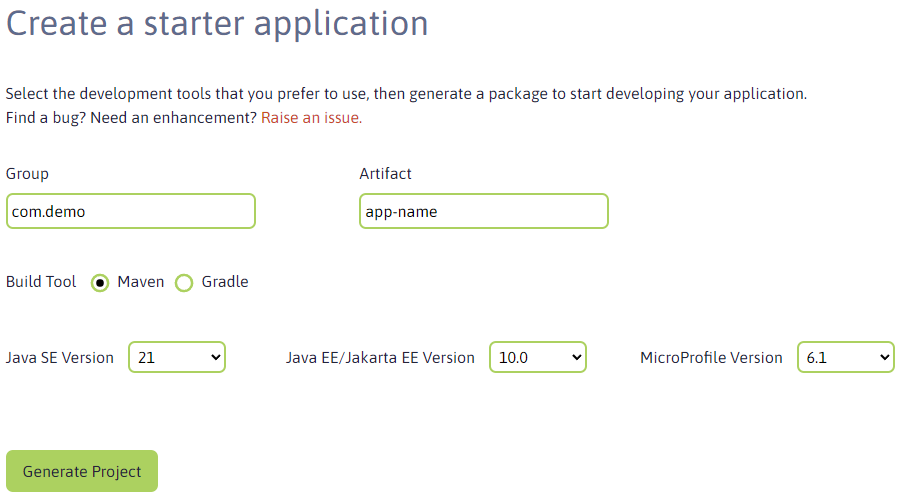 Create a starter application
Select the development tools that you prefer to use, then generate a package to start developing your application.
Find a bug? Need an enhancement? Raise an issue.
Group Artifact
com.demo app-name
Build Tool Maven Gradle
Java SE Version 21 Java EE/Jakarta EE Version 10.0 MicroProfile Version 6.1
Generate Project